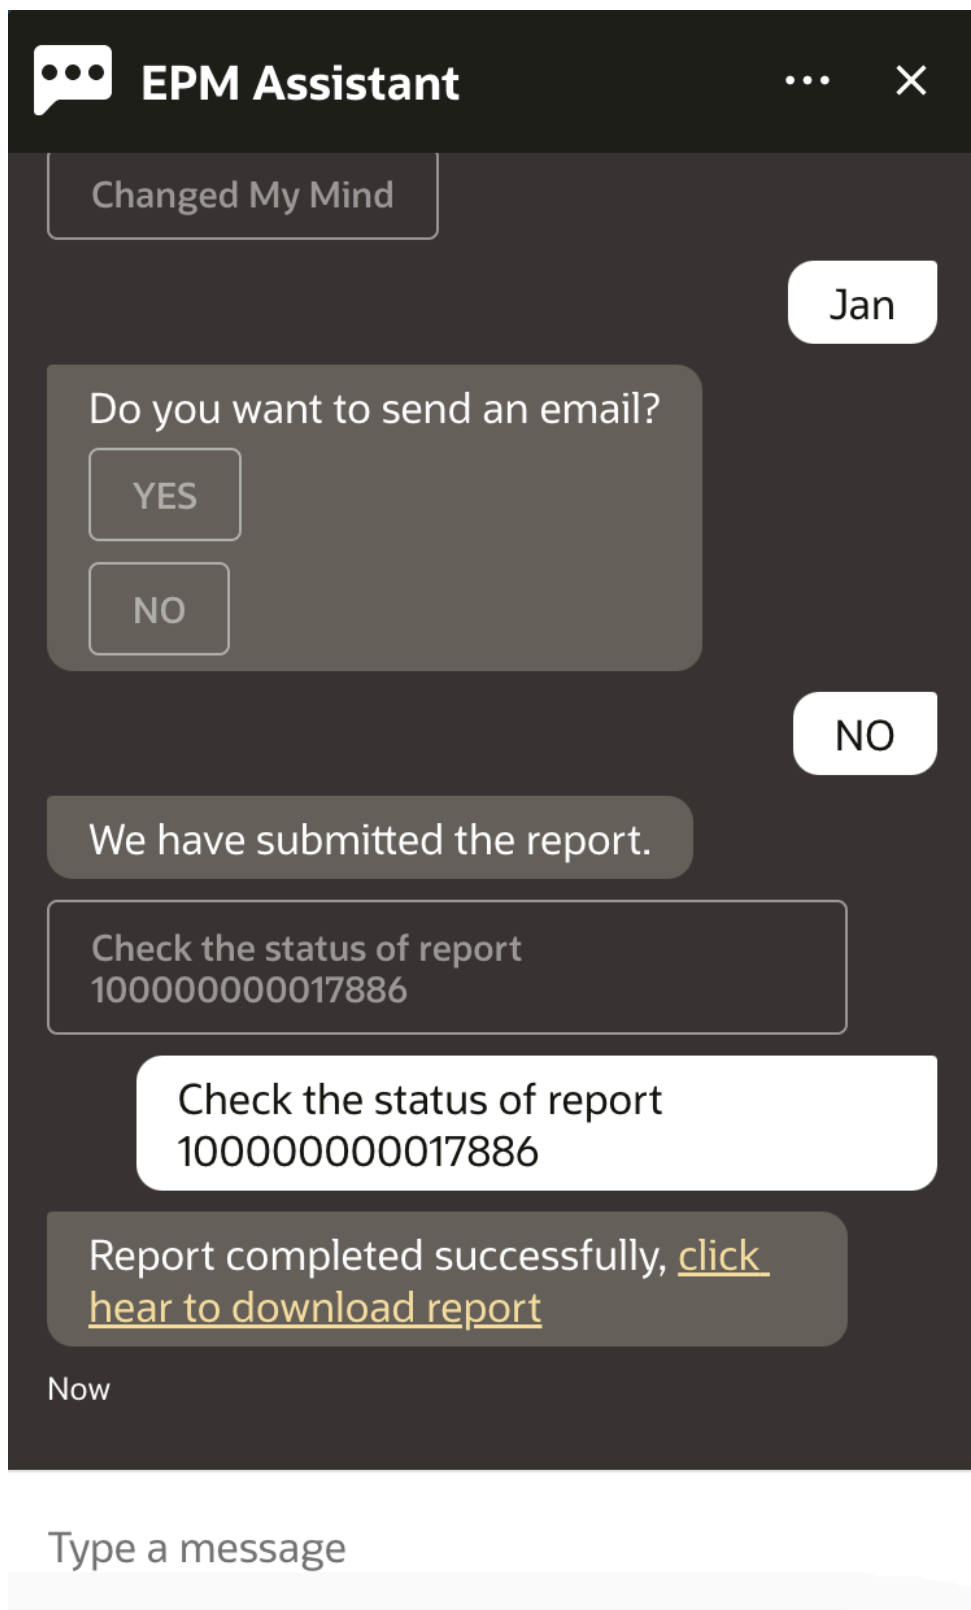 EPM Assistant
Changed My Mind
Jan
Do you want to send an email?
YES
NO
NO
We have submitted the report.
Check the status of report
100000000017886
Check the status of report
100000000017886
Report completed successfully, click
hear to download report
Now
Type a message